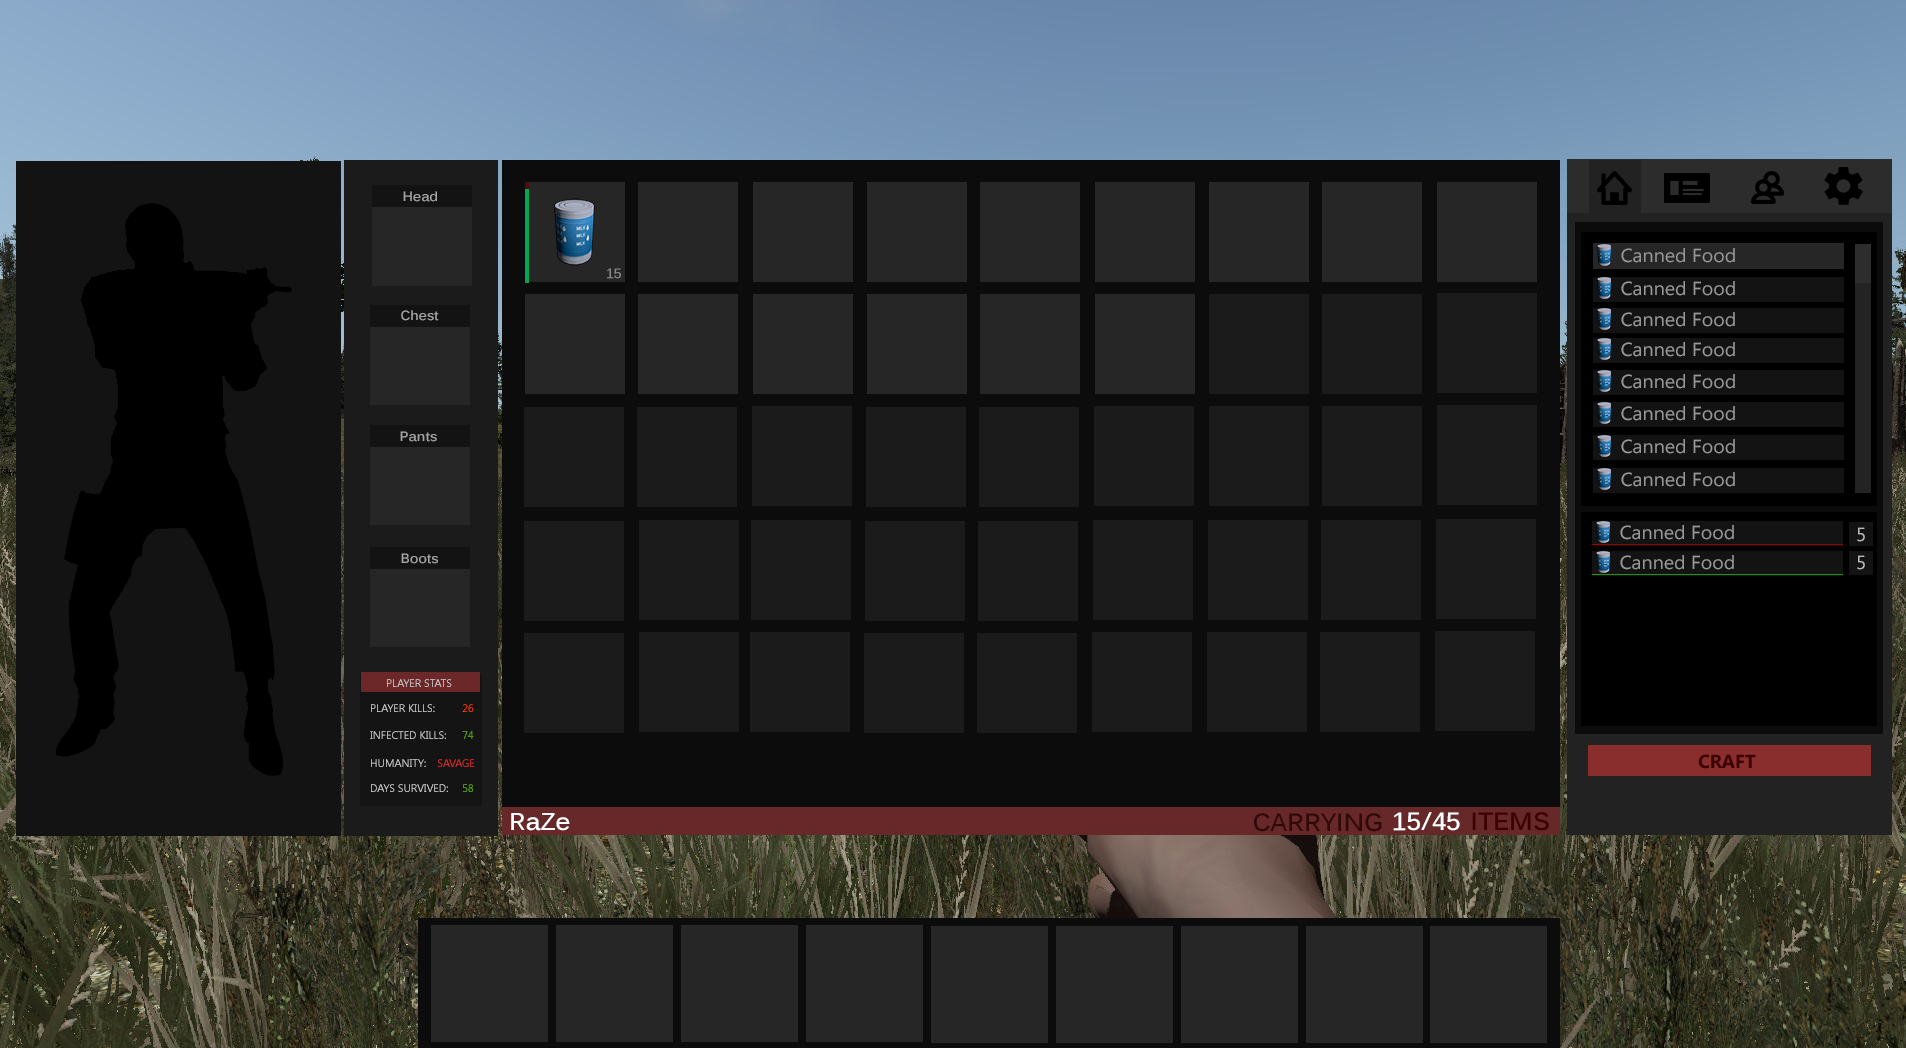 Head
Chest
Pants
Boots
PLAYER STATS
PLAYER KILLS: 26
INFECTED KILLS: 74
HUMANITY: SAVAGE
DAYS SURVIVED: 58
15
RaZe
CARRYING 15/45 ITEMS
Canned Food
Canned Food
Canned Food
Canned Food
Canned Food
Canned Food
Canned Food
Canned Food
Canned Food 5
Canned Food 5
CRAFT